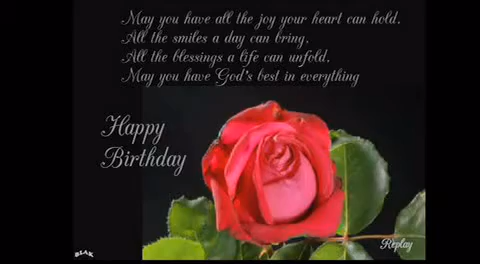 May you have all the joy your heart can hold,
All the smiles a day can bring,
All the blessings a life can unfold,
May you have God's best in everything
Happy
Birthday
Replay
BLAK